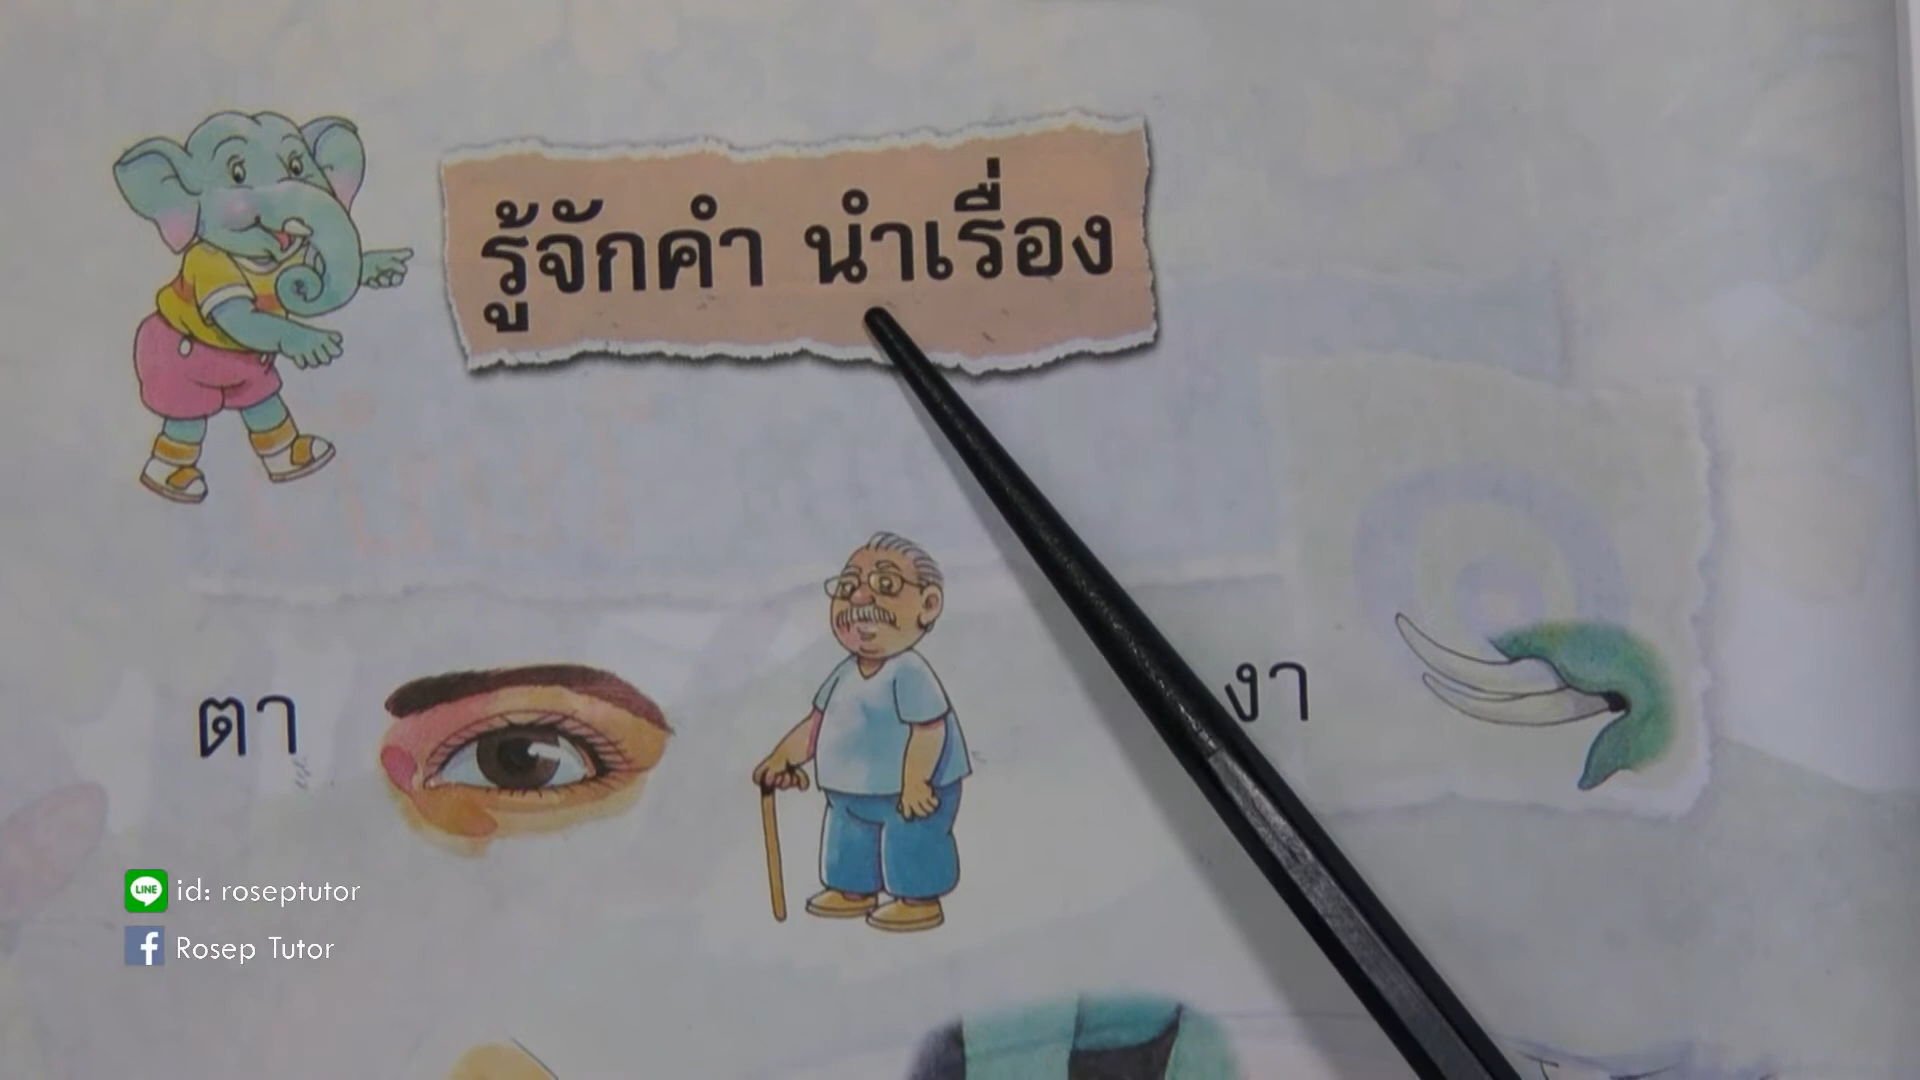 รู้จักคำ นำเรื่อง
ตา
งา
LINE id: roseptutor
f Rosep Tutor